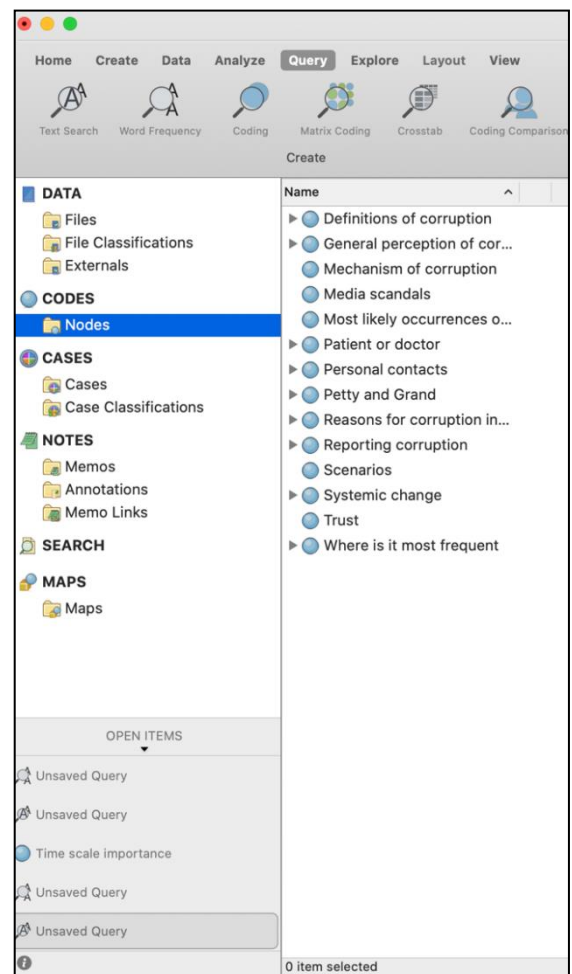 Home Create Data Analyze Query Explore Layout View
Text Search Word Frequency Coding Matrix Coding Crosstab Coding Comparison
Create
DATA
Files
File Classifications
Externals
CODES
Nodes
CASES
Cases
Case Classifications
NOTES
Memos
Annotations
Memo Links
SEARCH
MAPS
Maps
OPEN ITEMS
Unsaved Query
Unsaved Query
Time scale importance
Unsaved Query
Unsaved Query
Name
Definitions of corruption
General perception of cor...
Mechanism of corruption
Media scandals
Most likely occurrences o...
Patient or doctor
Personal contacts
Petty and Grand
Reasons for corruption in...
Reporting corruption
Scenarios
Systemic change
Trust
Where is it most frequent
0 item selected